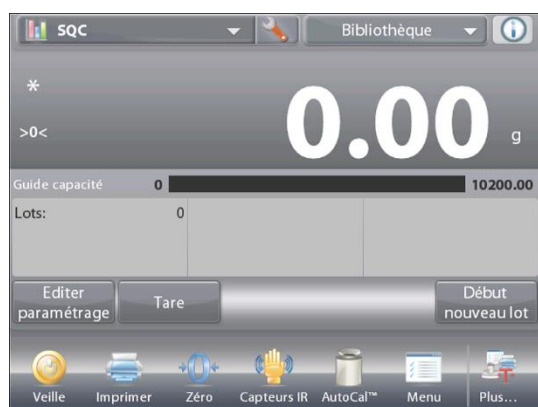 SQC Bibliothèque
*
>0< 0.00 g
Guide capacité 0 10200.00
Lots: 0
Editer paramétrage
Tare
Début nouveau lot
Veille Imprimer Zéro Capteurs IR AutoCal™ Menu Plus...